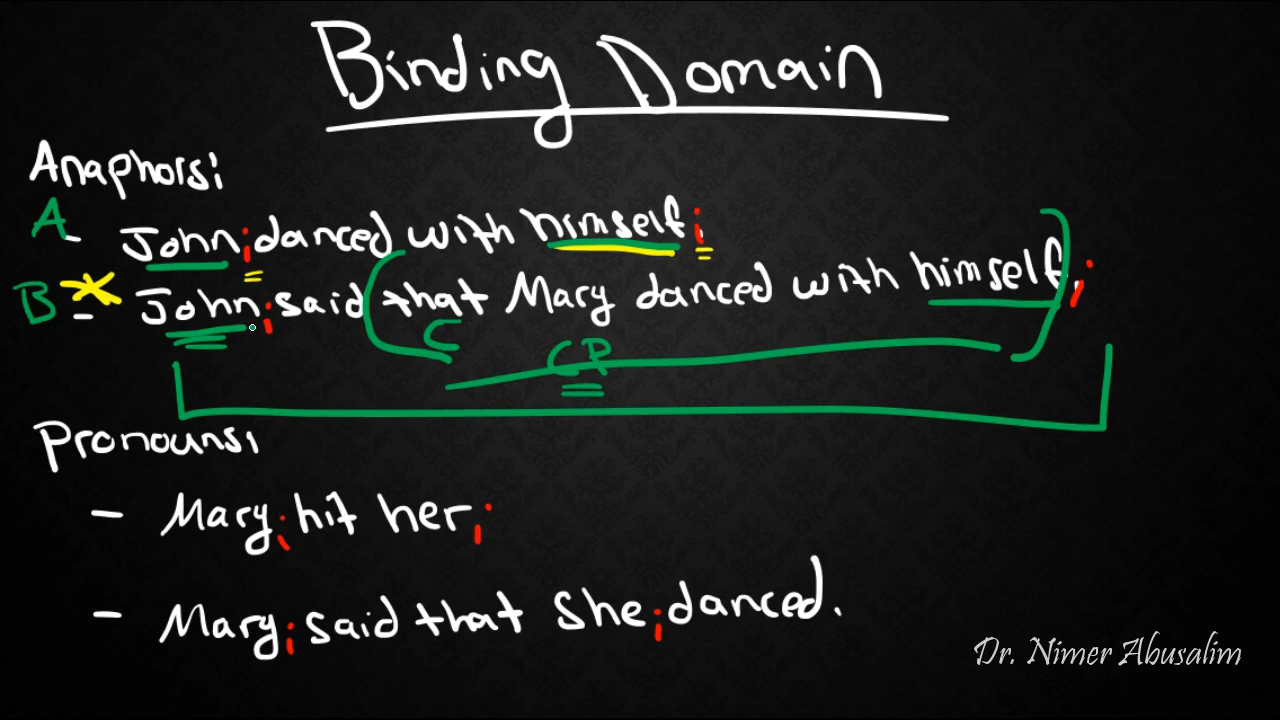 Binding Domain
Anaphors:
A - John i danced with himself i
B * - John i said that Mary danced with himself i
C
CP
Pronouns:
- Mary i hit her i
- Mary i said that She i danced.
Dr. Nimer Abusalim